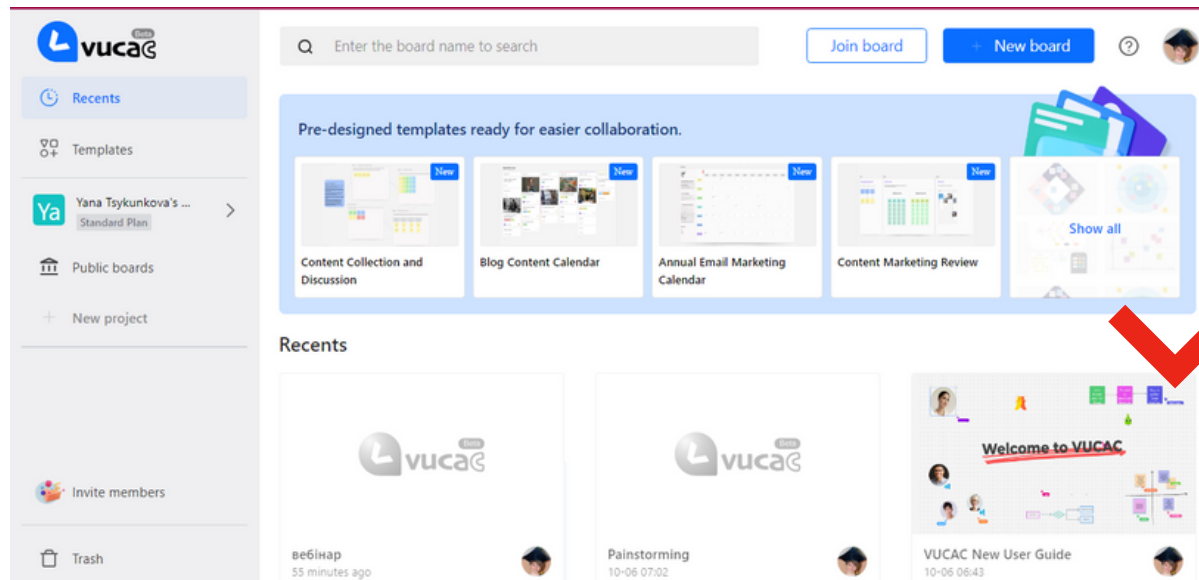 vucac Beta
Enter the board name to search
Join board
+ New board
Recents
Templates
Ya
Yana Tsykunkova's ...
Standard Plan
Public boards
+ New project
Invite members
Trash
Pre-designed templates ready for easier collaboration.
New
New
New
New
Content Collection and
Discussion
Blog Content Calendar
Annual Email Marketing
Calendar
Content Marketing Review
Show all
Recents
vucac Beta
вебінар
55 minutes ago
vucac Beta
Painstorming
10-06 07:02
Welcome to VUCAC
VUCAC New User Guide
10-06 06:43